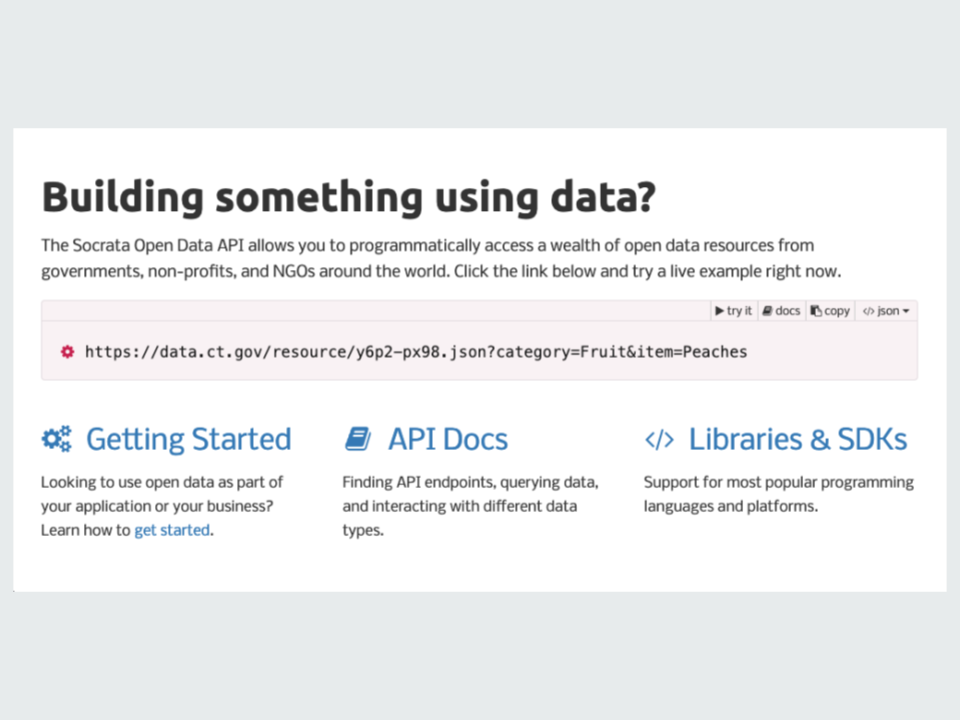 Building something using data?
The Socrata Open Data API allows you to programmatically access a wealth of open data resources from
governments, non-profits, and NGOs around the world. Click the link below and try a live example right now.
try it docs copy </> json
https://data.ct.gov/resource/y6p2-px98.json?category=Fruit&item=Peaches
Getting Started
Looking to use open data as part of
your application or your business?
Learn how to get started.
API Docs
Finding API endpoints, querying data,
and interacting with different data
types.
</> Libraries & SDKs
Support for most popular programming
languages and platforms.